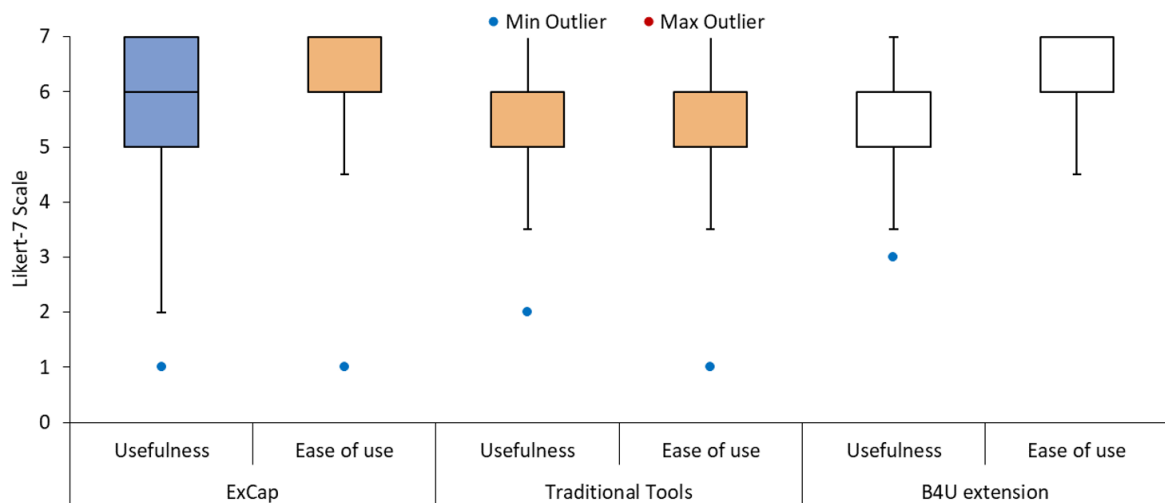 Min Outlier Max Outlier
Likert-7 Scale
7
6
5
4
3
2
1
0
Usefulness Ease of use Usefulness Ease of use Usefulness Ease of use
ExCap Traditional Tools B4U extension